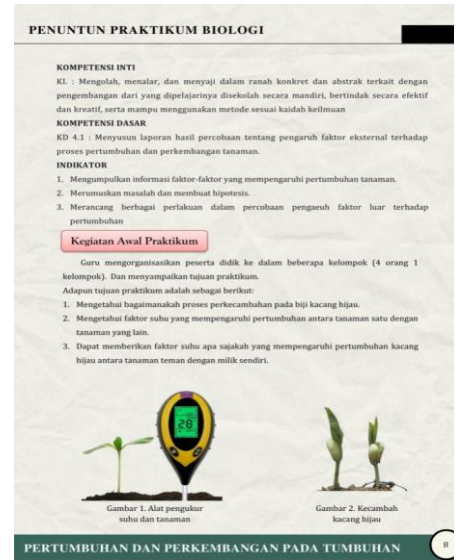 PENUNTUN PRAKTIKUM BIOLOGI
KOMPETENSI INTI
KI. : Mengolah, menalar, dan menyaji dalam ranah konkret dan abstrak terkait dengan
pengembangan dari yang dipelajarinya disekolah secara mandiri, bertindak secara efektif
dan kreatif, serta mampu menggunakan metode sesuai kaidah keilmuan
KOMPETENSI DASAR
KD 4.1 : Menyusun laporan hasil percobaan tentang pengaruh faktor eksternal terhadap
proses pertumbuhan dan perkembangan tanaman.
INDIKATOR
1. Mengumpulkan informasi faktor-faktor yang mempengaruhi pertumbuhan tanaman.
2. Merumuskan masalah dan membuat hipotesis.
3. Merancang berbagai perlakuan dalam percobaan pengaeuh faktor luar terhadap
pertumbuhan
Kegiatan Awal Praktikum
Guru mengorganisasikan peserta didik ke dalam beberapa kelompok (4 orang 1
kelompok). Dan menyampaikan tujuan praktikum.
Adapun tujuan praktikum adalah sebagai berikut:
1. Mengetahui bagaimanakah proses perkecambahan pada biji kacang hijau.
2. Mengetahui faktor suhu yang mempengaruhi pertumbuhan antara tanaman satu dengan
tanaman yang lain.
3. Dapat memberikan faktor suhu apa sajakah yang mempengaruhi pertumbuhan kacang
hijau antara tanaman teman dengan milik sendiri.
28
Gambar 1. Alat pengukur
suhu dan tanaman
Gambar 2. Kecambah
kacang hijau
PERTUMBUHAN DAN PERKEMBANGAN PADA TUMBUHAN
8